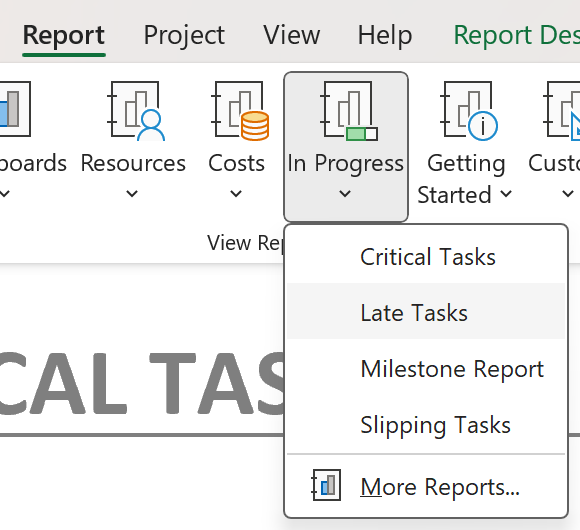 Report Project View Help Report Des
boards Resources Costs In Progress Getting Started Custo
View Rep
Critical Tasks
Late Tasks
CAL TAS
Milestone Report
Slipping Tasks
More Reports...